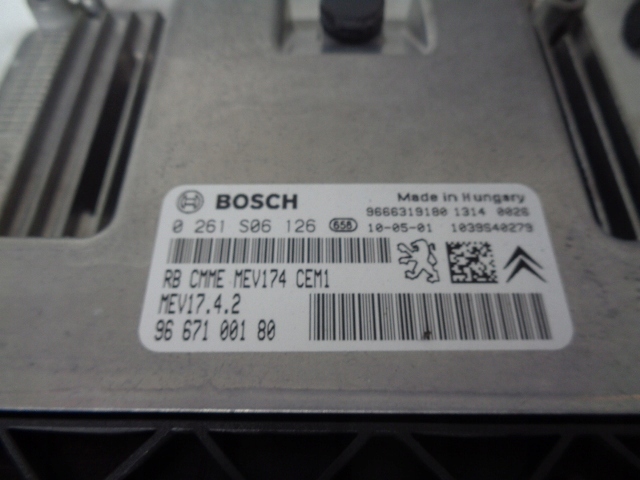 BOSCH
Made in Hungary
9666319180 1314 0026
0 261 S06 126 658 10-05-01 1039S40279
RB CMME MEV174 CEM1
MEV17.4.2
96 671 001 80